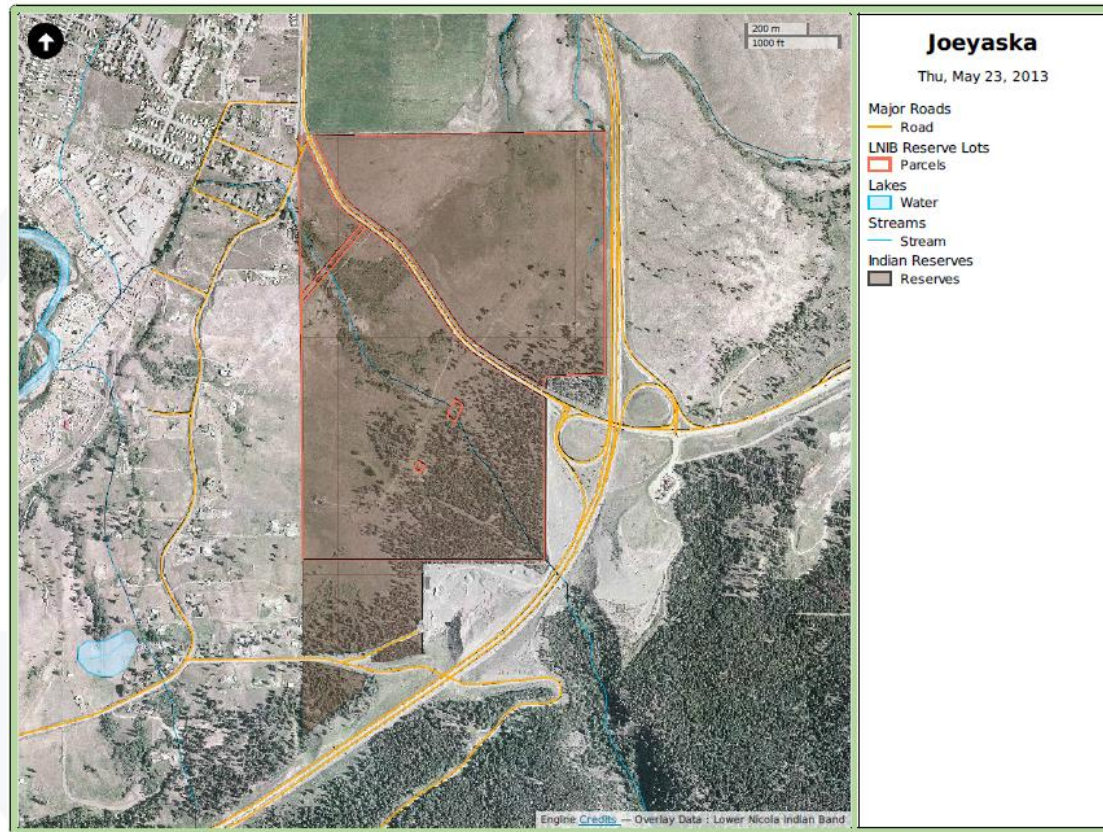 200 m
1000 ft
Joeyaska
Thu, May 23, 2013
Major Roads
Road
LNIB Reserve Lots
Parcels
Lakes
Water
Streams
Stream
Indian Reserves
Reserves
Engine Credits — Overlay Data : Lower Nicola Indian Band